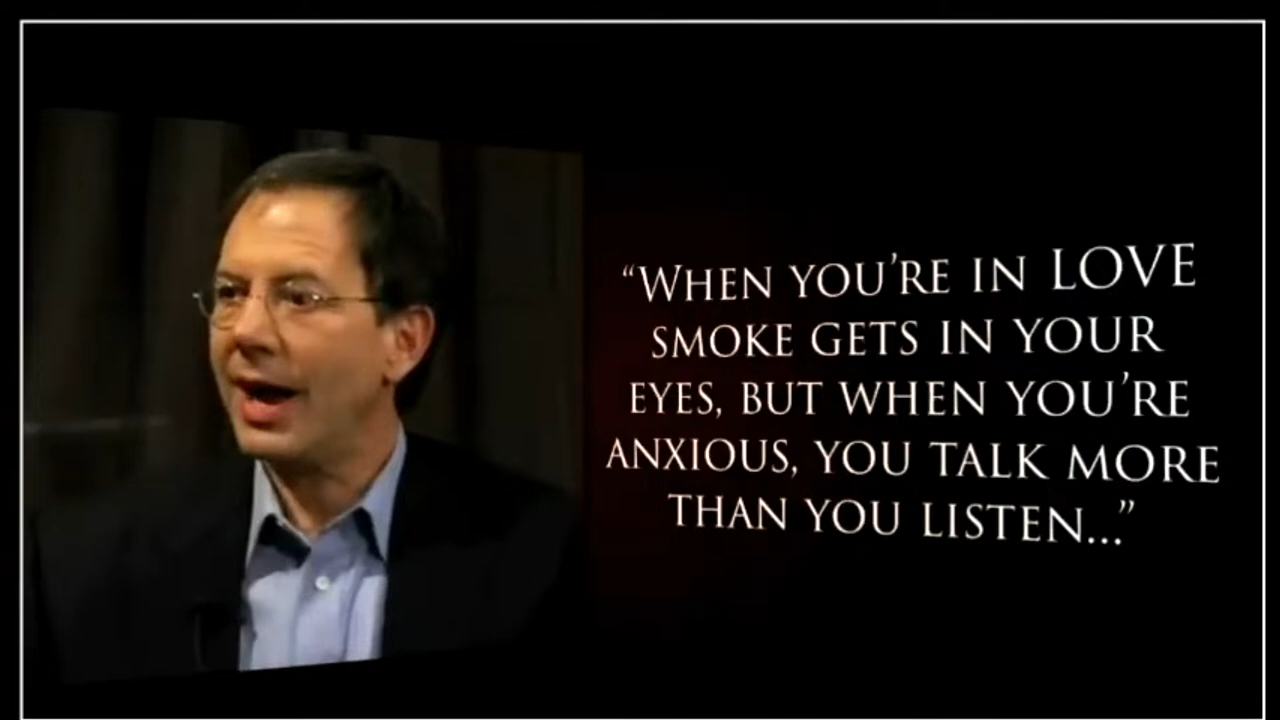 “WHEN YOU’RE IN LOVE
SMOKE GETS IN YOUR
EYES, BUT WHEN YOU’RE
ANXIOUS, YOU TALK MORE
THAN YOU LISTEN...”